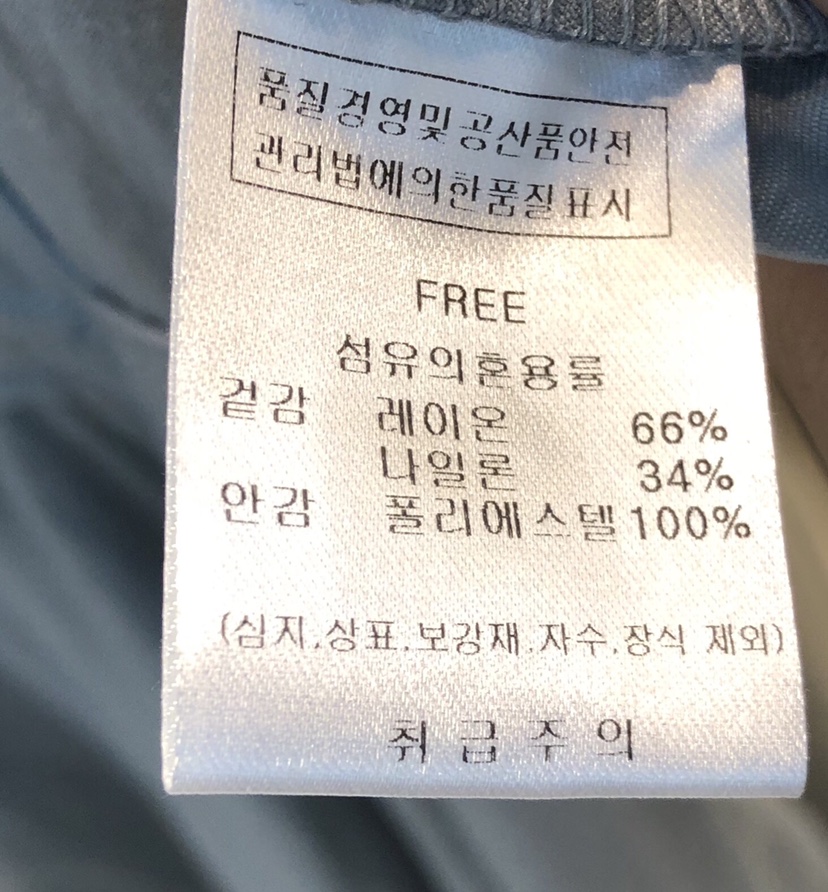 품질경영및공산품안전
관리법에의한품질표시
FREE
섬유의혼용률
겉감 레이온 66%
나일론 34%
안감 폴리에스텔 100%
(심지.상표.보강재.자수.장식 제외)
취급주의